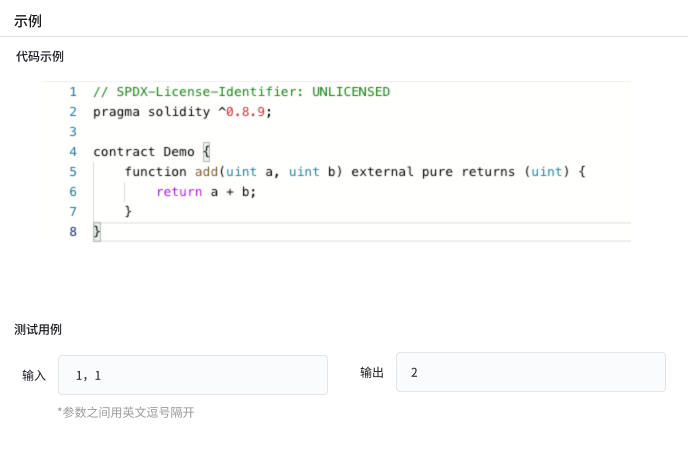 示例
代码示例
1 // SPDX-License-Identifier: UNLICENSED
2 pragma solidity ^0.8.9;
3
4 contract Demo {
5     function add(uint a, uint b) external pure returns (uint) {
6         return a + b;
7     }
8 }
测试用例
输入 1，1 输出 2
*参数之间用英文逗号隔开